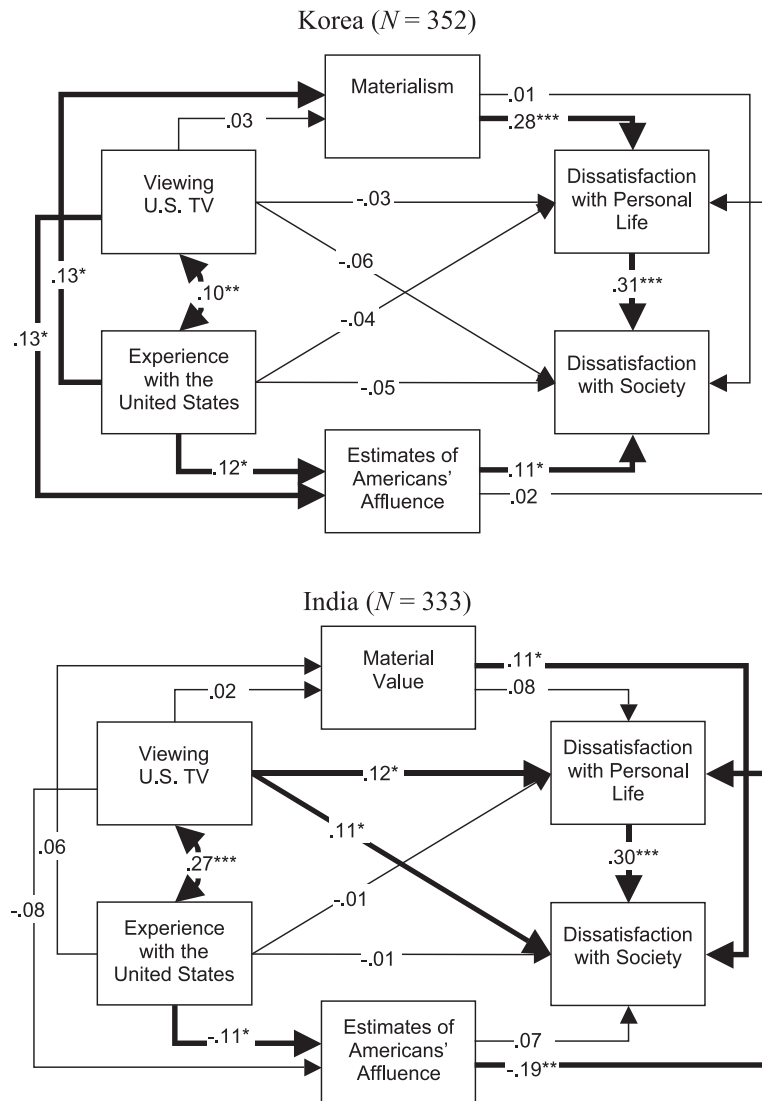 Korea (N = 352)
Materialism
.01
.28***
.03
Viewing
U.S. TV
-.03
Dissatisfaction
with Personal
Life
-.06
.13*
.10**
.31***
.13*
-.04
Experience
with the
United States
-.05
Dissatisfaction
with Society
.12*
Estimates of
Americans'
Affluence
.11*
.02
India (N = 333)
Material
Value
.11*
.08
.02
Viewing
U.S. TV
.12*
Dissatisfaction
with Personal
Life
.11*
.06
.27***
.30***
-.08
-.01
Experience
with the
United States
-.01
Dissatisfaction
with Society
-.11*
Estimates of
Americans'
Affluence
.07
-.19**